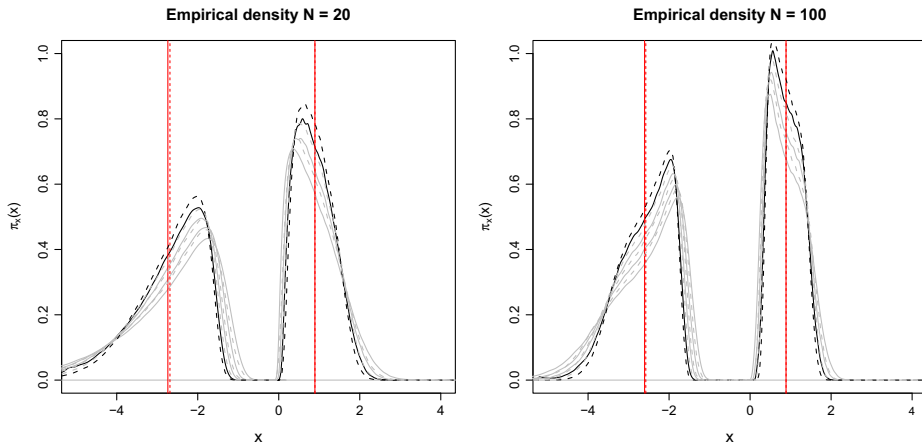 Empirical density N = 20
π_x(x)
0.0 0.2 0.4 0.6 0.8 1.0
−4 −2 0 2 4
x
Empirical density N = 100
π_x(x)
0.0 0.2 0.4 0.6 0.8 1.0
−4 −2 0 2 4
x